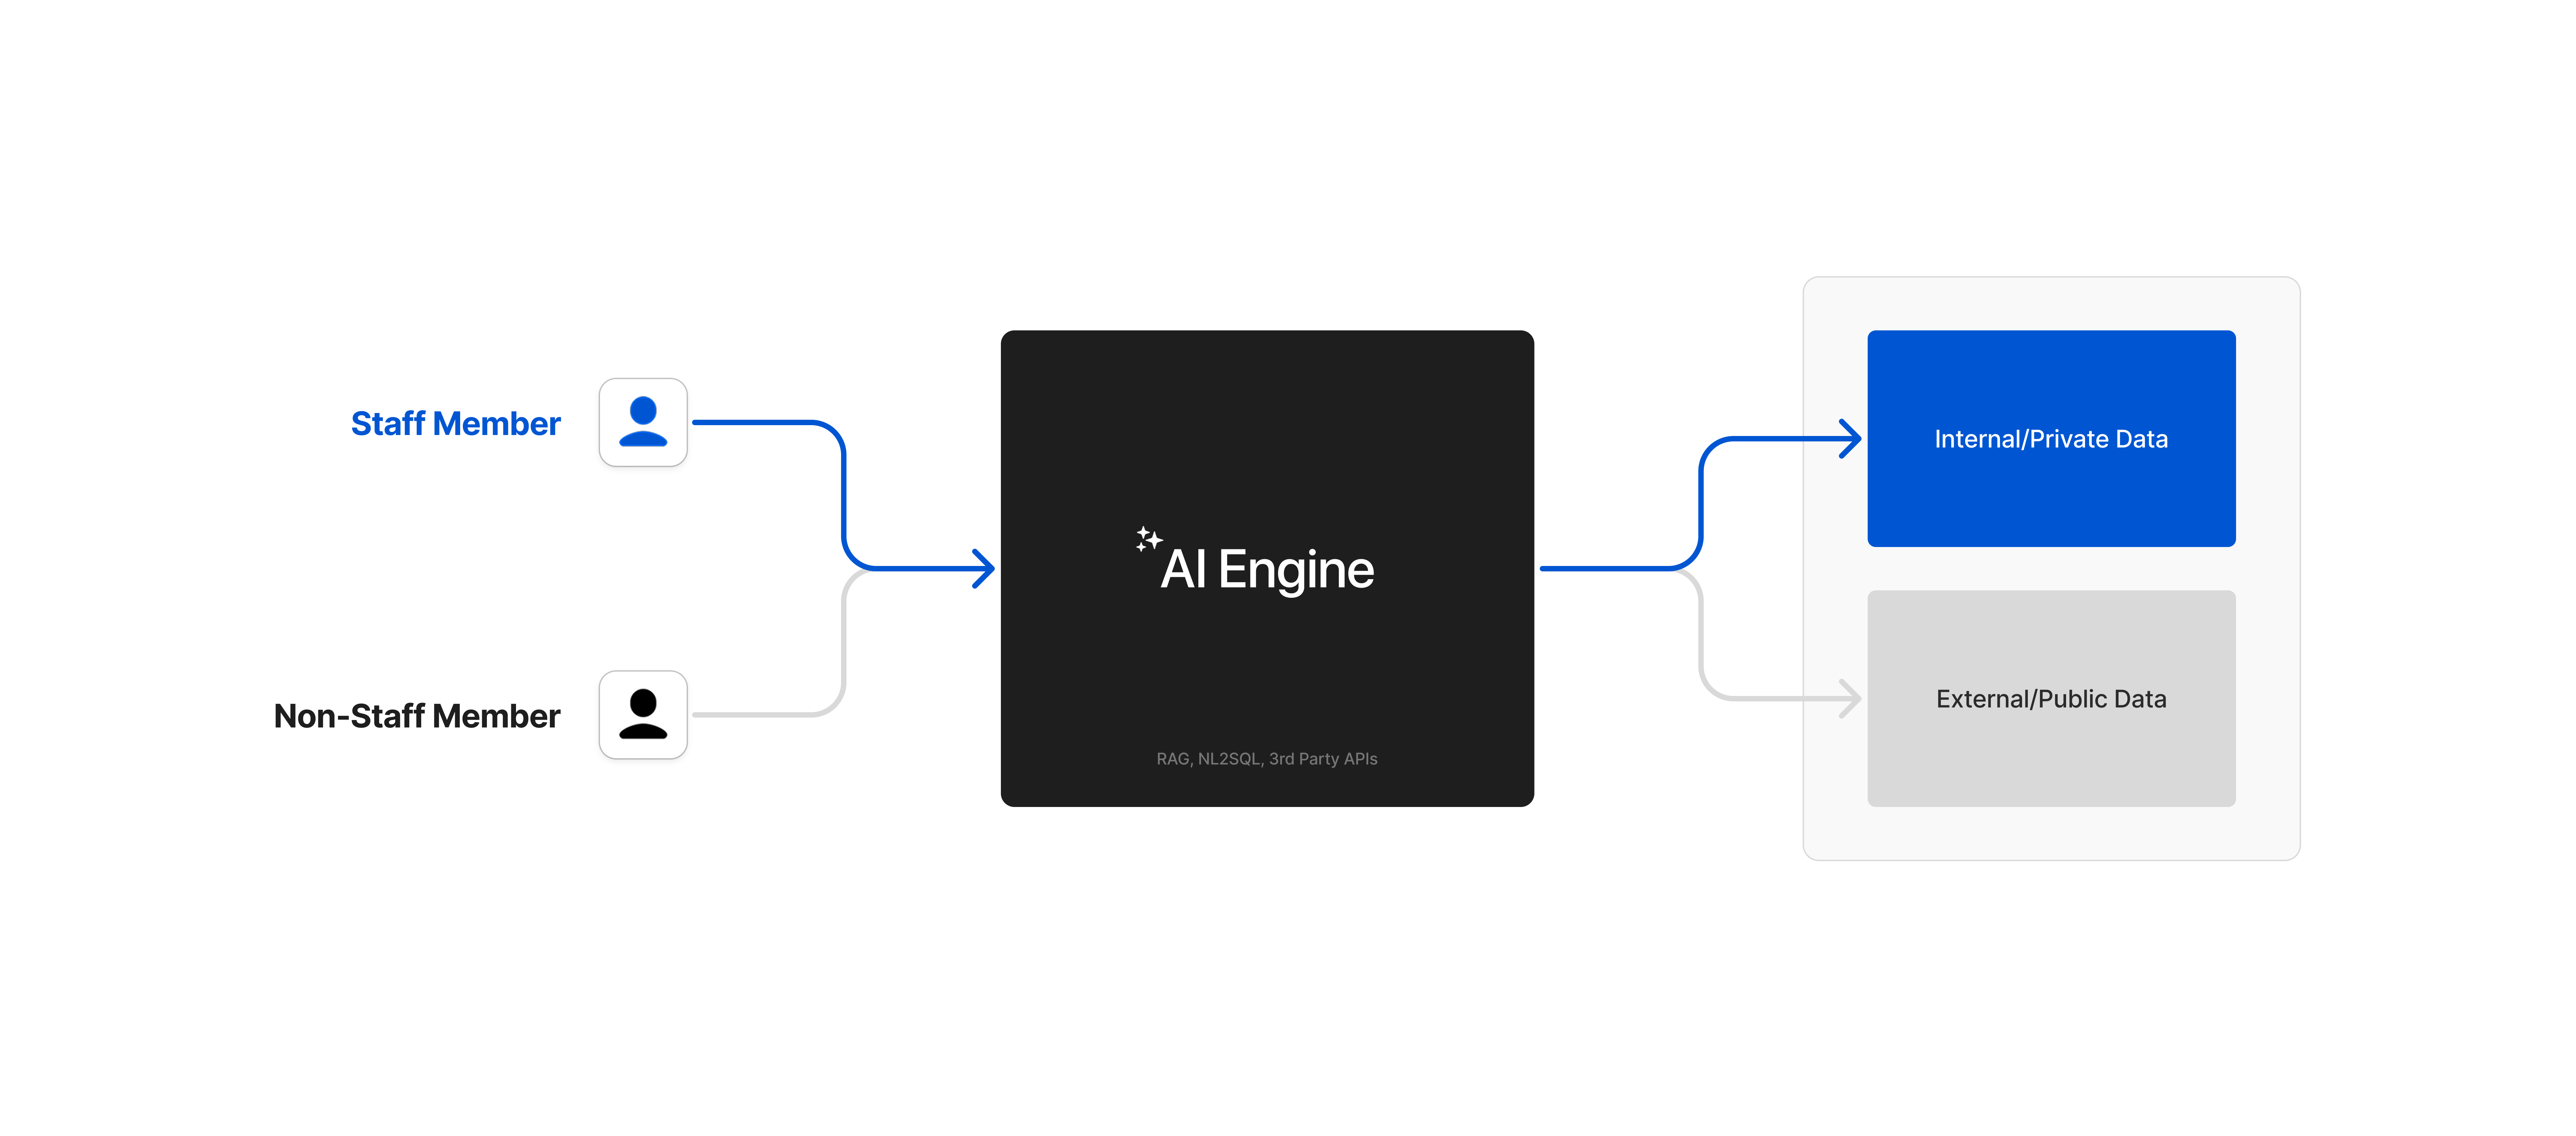 Staff Member
Non-Staff Member
AI Engine
RAG, NL2SQL, 3rd Party APIs
Internal/Private Data
External/Public Data